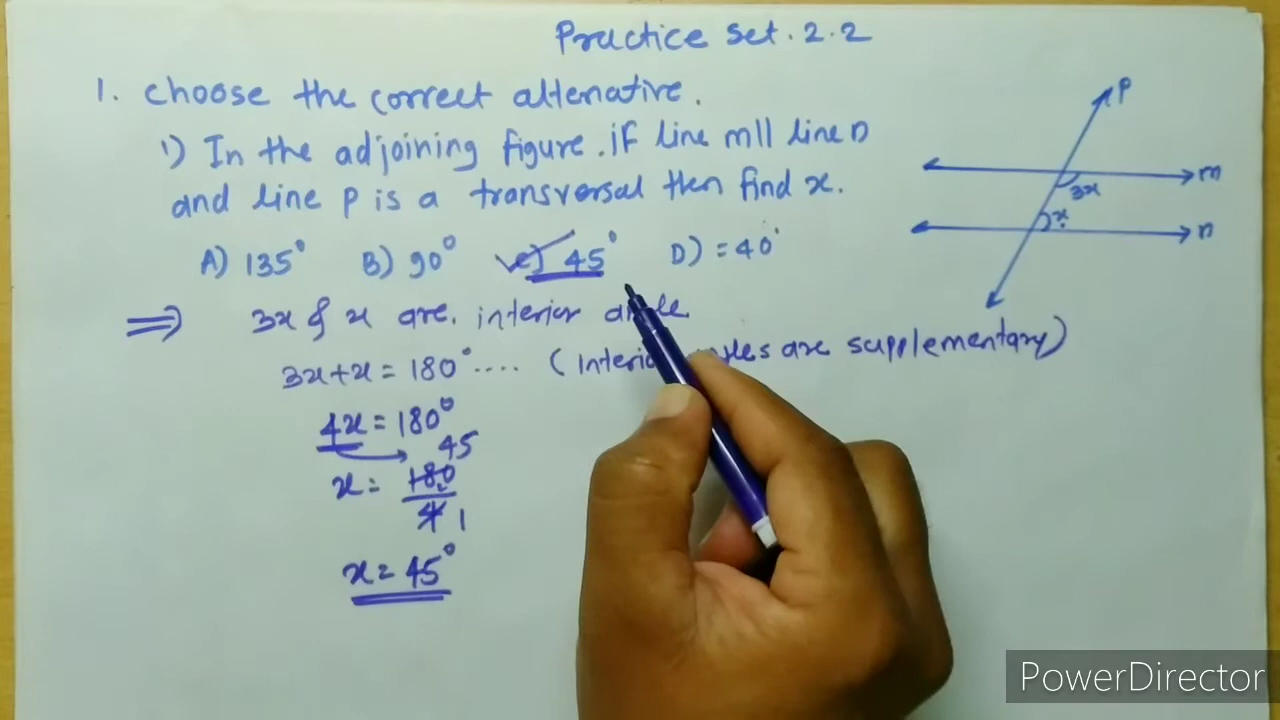 Practice set. 2.2
1. choose the correct altenative.
1) In the adjoining figure. if line m|| line n
and line p is a transversal then find x.
A) 135° B) 90° c) 45° D) = 40°
⇒ 3x & x are. interior
3x+x = 180° .... ( are supplementary)
4x = 180°
45
x = 180
4 1
x = 45°
p
m
3x
x
n
PowerDirector